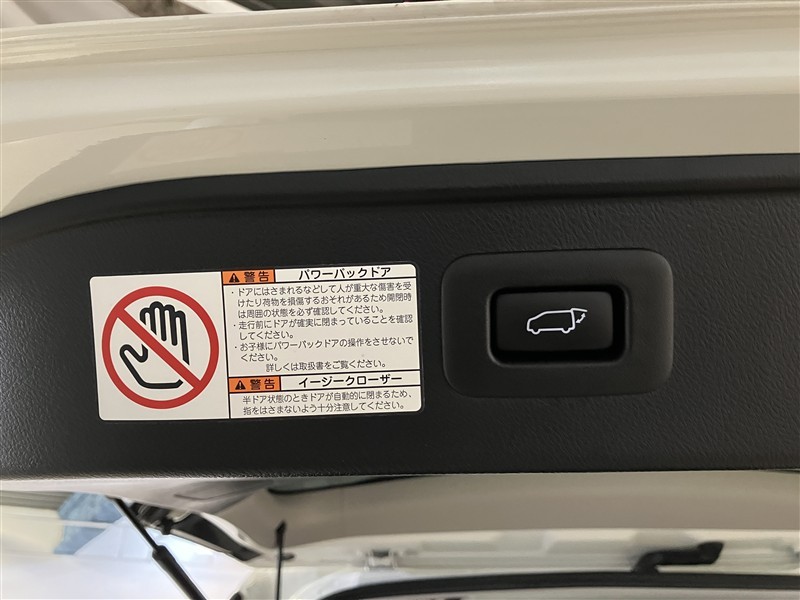 警告 パワーバックドア
・ドアにはさまれるなどして人が重大な傷害を受
けたり荷物を損傷するおそれがあるため開閉時
は周囲の状態を必ず確認してください。
・走行前にドアが確実に閉まっていることを確認
してください。
・お子様にパワーバックドアの操作をさせないで
ください。
詳しくは取扱書をご覧ください。
警告 イージークローザー
半ドア状態のときドアが自動的に閉まるため、
指をはさまないよう十分注意してください。